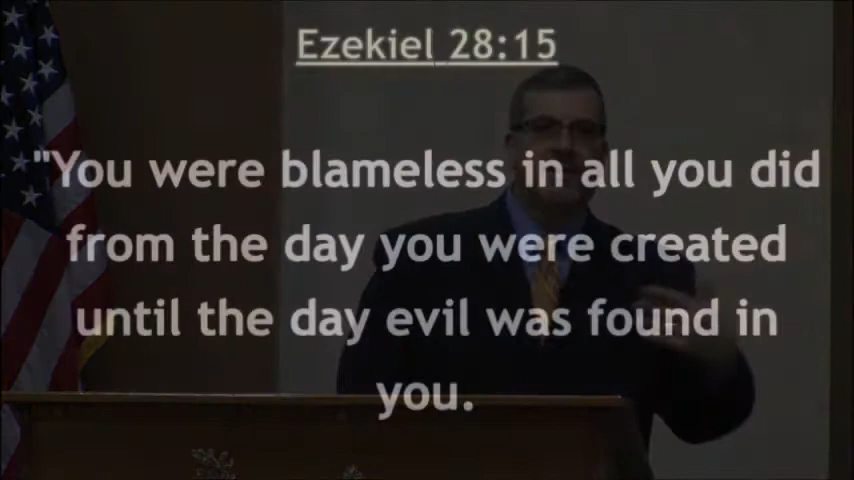 Ezekiel 28:15
"You were blameless in all you did
from the day you were created
until the day evil was found in
you.